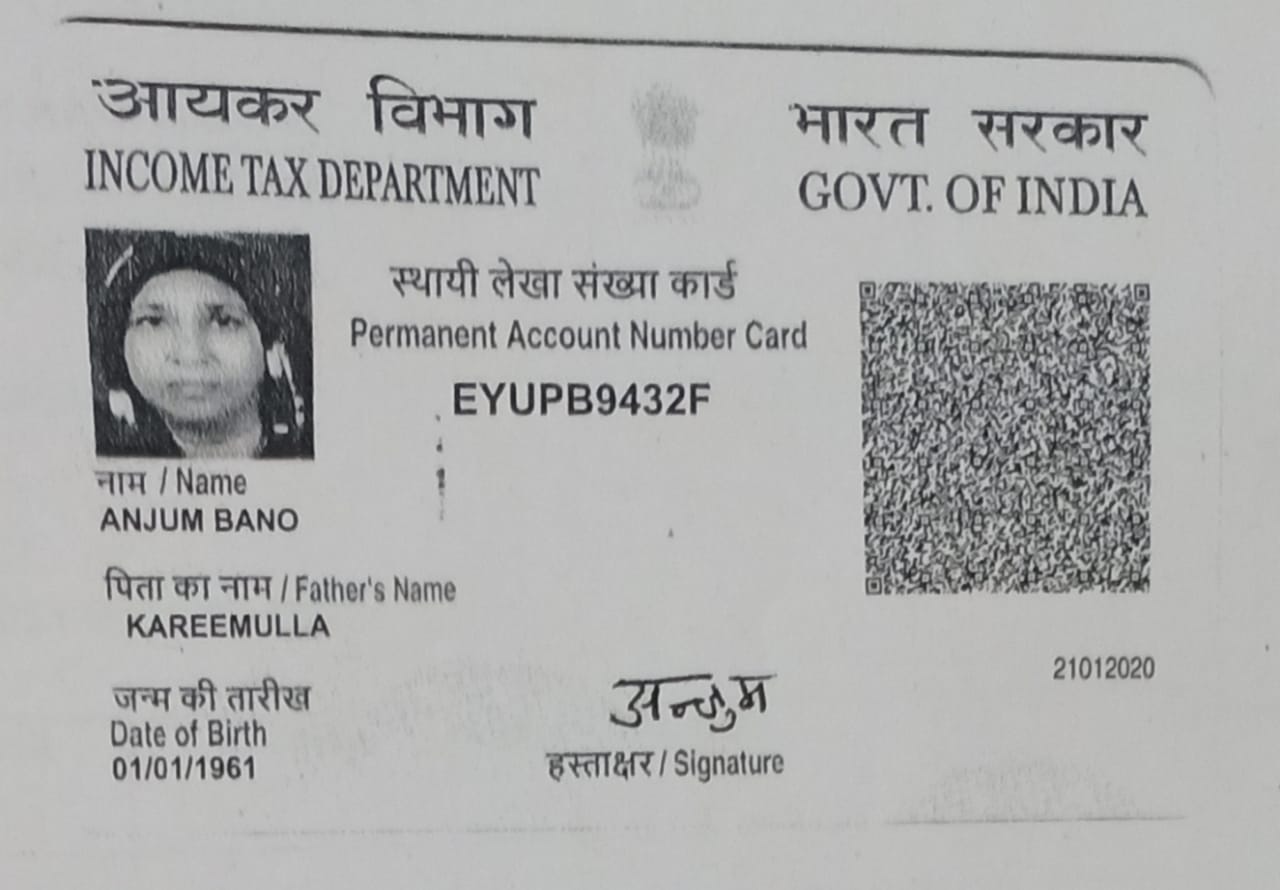 आयकर विभाग
INCOME TAX DEPARTMENT
भारत सरकार
GOVT. OF INDIA
स्थायी लेखा संख्या कार्ड
Permanent Account Number Card
EYUPB9432F
नाम / Name
ANJUM BANO
पिता का नाम / Father's Name
KAREEMULLA
जन्म की तारीख
Date of Birth
01/01/1961
अन्जुम
हस्ताक्षर / Signature
21012020